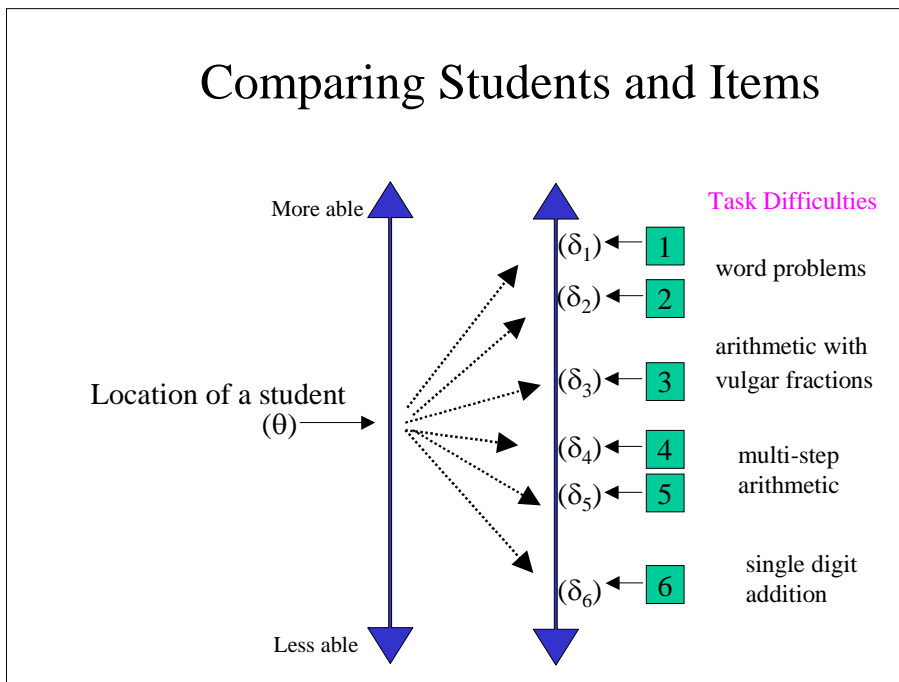 Comparing Students and Items
More able
Task Difficulties
(δ1)
1
word problems
(δ2)
2
arithmetic with
vulgar fractions
(δ3)
3
Location of a student
(θ)
(δ4)
4
multi-step
arithmetic
(δ5)
5
single digit
addition
(δ6)
6
Less able